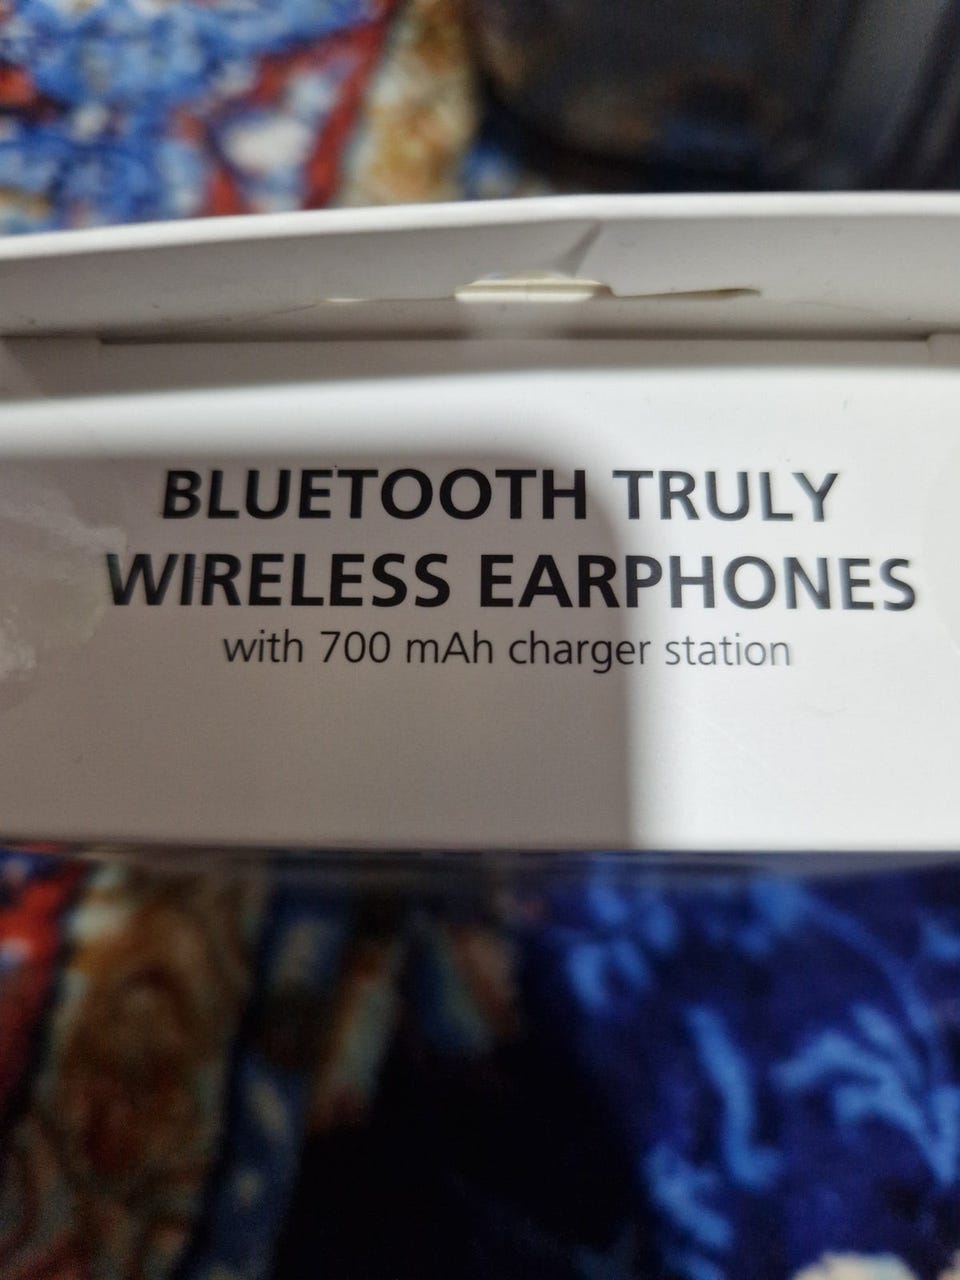 BLUETOOTH TRULY
WIRELESS EARPHONES
with 700 mAh charger station